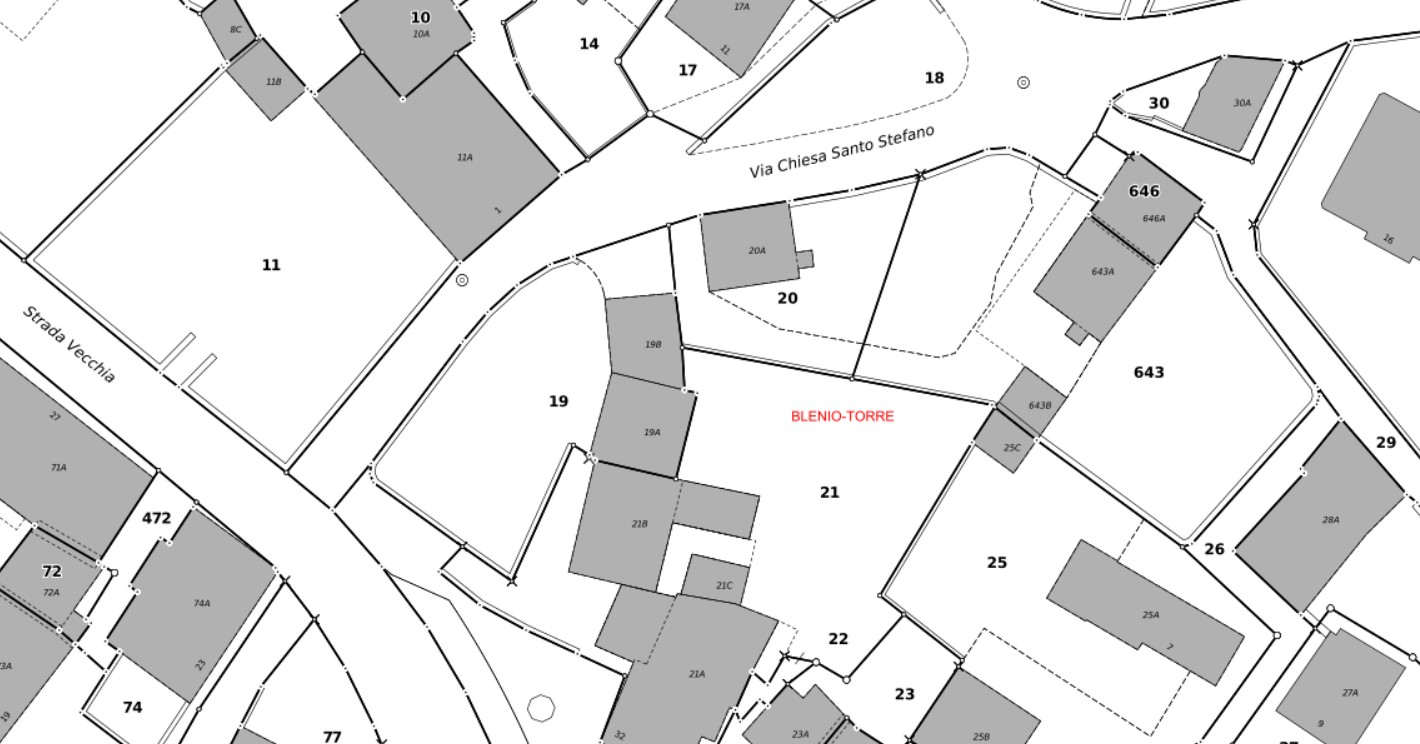 10
10A
17A
8C
11
14
17
18
11B
30
30A
11A
Via Chiesa Santo Stefano
646
646A
1
16
11
20A
643A
20
Strada Vecchia
19B
643
19
BLENIO-TORRE
643B
27
19A
25C
29
71A
21
472
21B
28A
26
25
72
72A
21C
74A
25A
22
7
23
3A
21A
27A
23
74
19
32
23A
25B
9
77
27